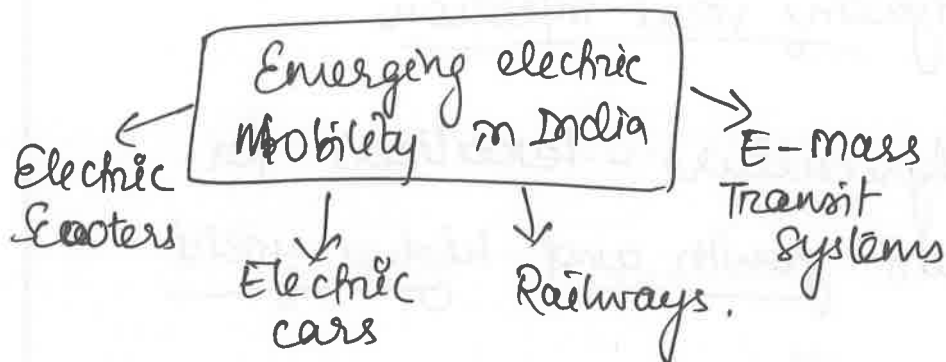 Emerging electric
Mobility in India
Electric
Scooters
Electric
cars
Railways.
E-mass
Transit
Systems